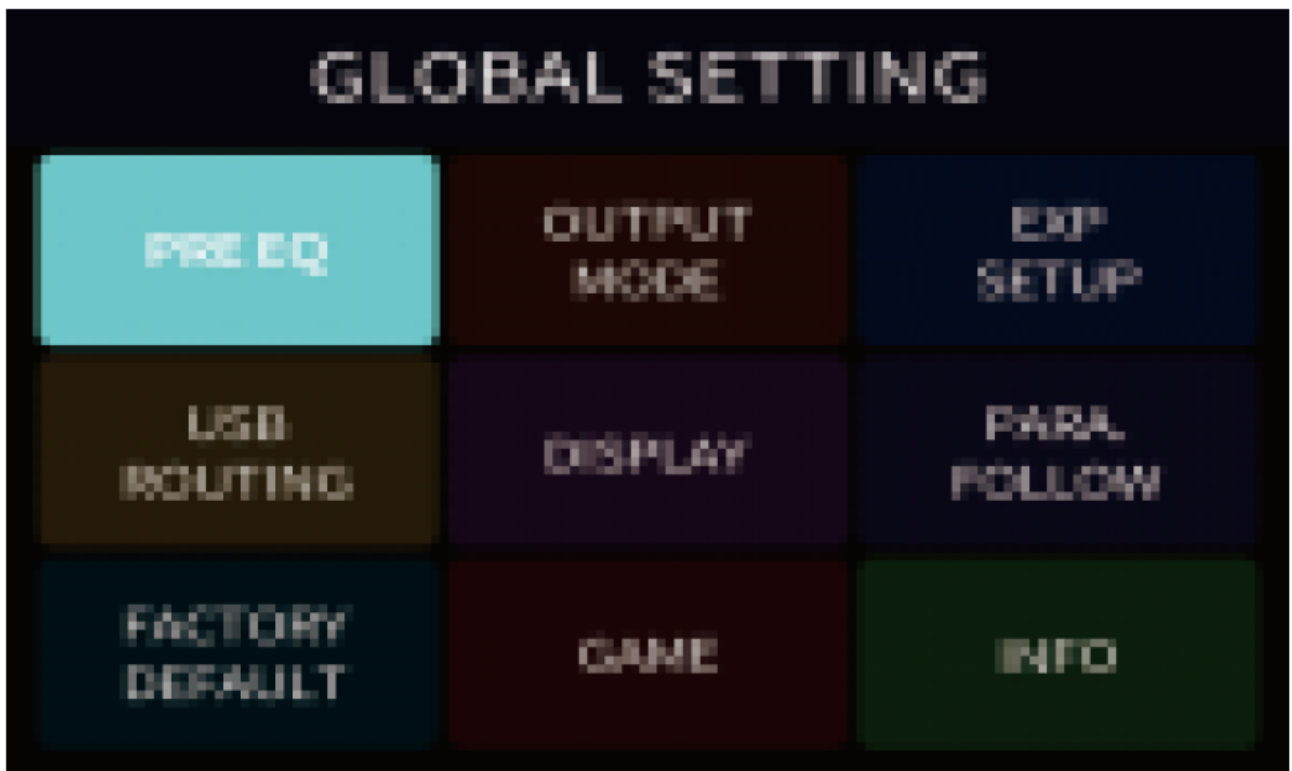 GLOBAL SETTING
PRE EQ
OUTPUT
MODE
EXP
SETUP
USB
ROUTING
DISPLAY
PARA.
FOLLOW
FACTORY
DEFAULT
GAME
INFO